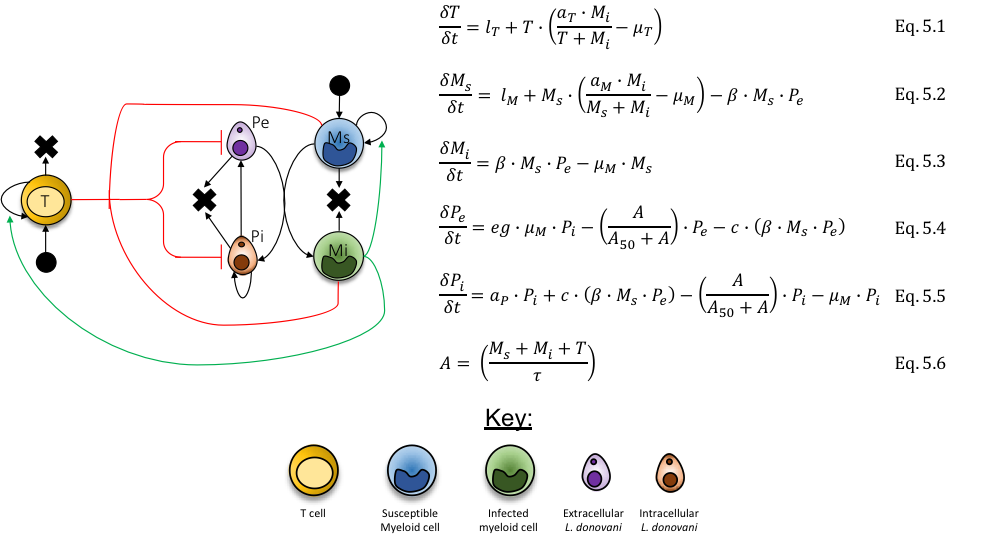 δT/δt = l_T + T · (a_T · M_i / T + M_i − μ_T) Eq. 5.1
δM_s/δt = l_M + M_s · (a_M · M_i / M_s + M_i − μ_M) − β · M_s · P_e Eq. 5.2
δM_i/δt = β · M_s · P_e − μ_M · M_s Eq. 5.3
δP_e/δt = eg · μ_M · P_i − (A / A_50 + A) · P_e − c · (β · M_s · P_e) Eq. 5.4
δP_i/δt = a_P · P_i + c · (β · M_s · P_e) − (A / A_50 + A) · P_i − μ_M · P_i Eq. 5.5
A = (M_s + M_i + T / τ) Eq. 5.6
Pe
Ms
T
Pi
Mi
Key:
T cell
Susceptible
Myeloid cell
Infected
myeloid cell
Extracellular
L. donovani
Intracellular
L. donovani